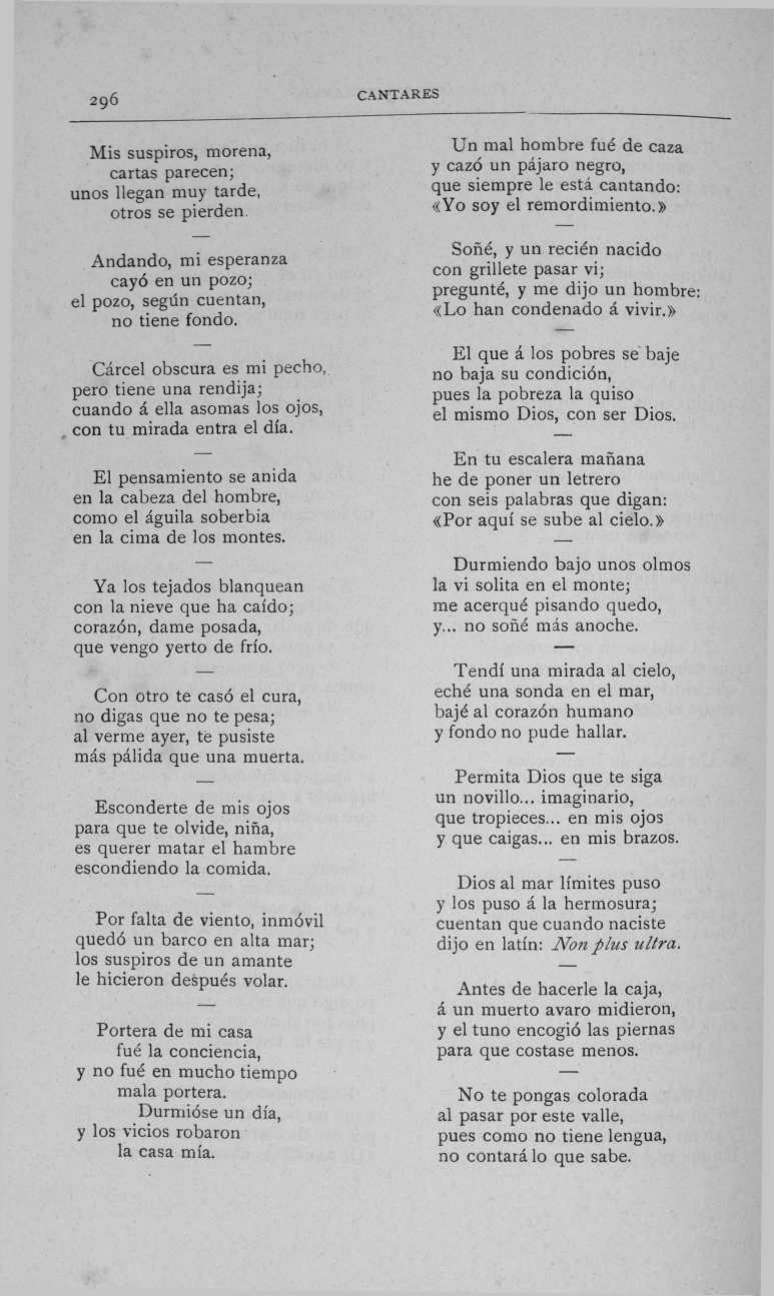 296
CANTARES
Mis suspiros, morena,
cartas parecen;
unos llegan muy tarde,
otros se pierden.
—
Andando, mi esperanza
cayó en un pozo;
el pozo, según cuentan,
no tiene fondo.
—
Cárcel obscura es mi pecho,
pero tiene una rendija;
cuando á ella asomas los ojos,
con tu mirada entra el día.
—
El pensamiento se anida
en la cabeza del hombre,
como el águila soberbia
en la cima de los montes.
—
Ya los tejados blanquean
con la nieve que ha caído;
corazón, dame posada,
que vengo yerto de frío.
—
Con otro te casó el cura,
no digas que no te pesa;
al verme ayer, te pusiste
más pálida que una muerta.
—
Esconderte de mis ojos
para que te olvide, niña,
es querer matar el hambre
escondiendo la comida.
—
Por falta de viento, inmóvil
quedó un barco en alta mar;
los suspiros de un amante
le hicieron después volar.
—
Portera de mi casa
fué la conciencia,
y no fué en mucho tiempo
mala portera.
Durmióse un día,
y los vicios robaron
la casa mía.
Un mal hombre fué de caza
y cazó un pájaro negro,
que siempre le está cantando:
«Yo soy el remordimiento.»
—
Soñé, y un recién nacido
con grillete pasar vi;
pregunté, y me dijo un hombre:
«Lo han condenado á vivir.»
—
El que á los pobres se baje
no baja su condición,
pues la pobreza la quiso
el mismo Dios, con ser Dios.
—
En tu escalera mañana
he de poner un letrero
con seis palabras que digan:
«Por aquí se sube al cielo.»
—
Durmiendo bajo unos olmos
la vi solita en el monte;
me acerqué pisando quedo,
y... no soñé más anoche.
—
Tendí una mirada al cielo,
eché una sonda en el mar,
bajé al corazón humano
y fondo no pude hallar.
—
Permita Dios que te siga
un novillo... imaginario,
que tropieces... en mis ojos
y que caigas... en mis brazos.
—
Dios al mar límites puso
y los puso á la hermosura;
cuentan que cuando naciste
dijo en latín: Non plus ultra.
—
Antes de hacerle la caja,
á un muerto avaro midieron,
y el tuno encogió las piernas
para que costase menos.
—
No te pongas colorada
al pasar por este valle,
pues como no tiene lengua,
no contará lo que sabe.